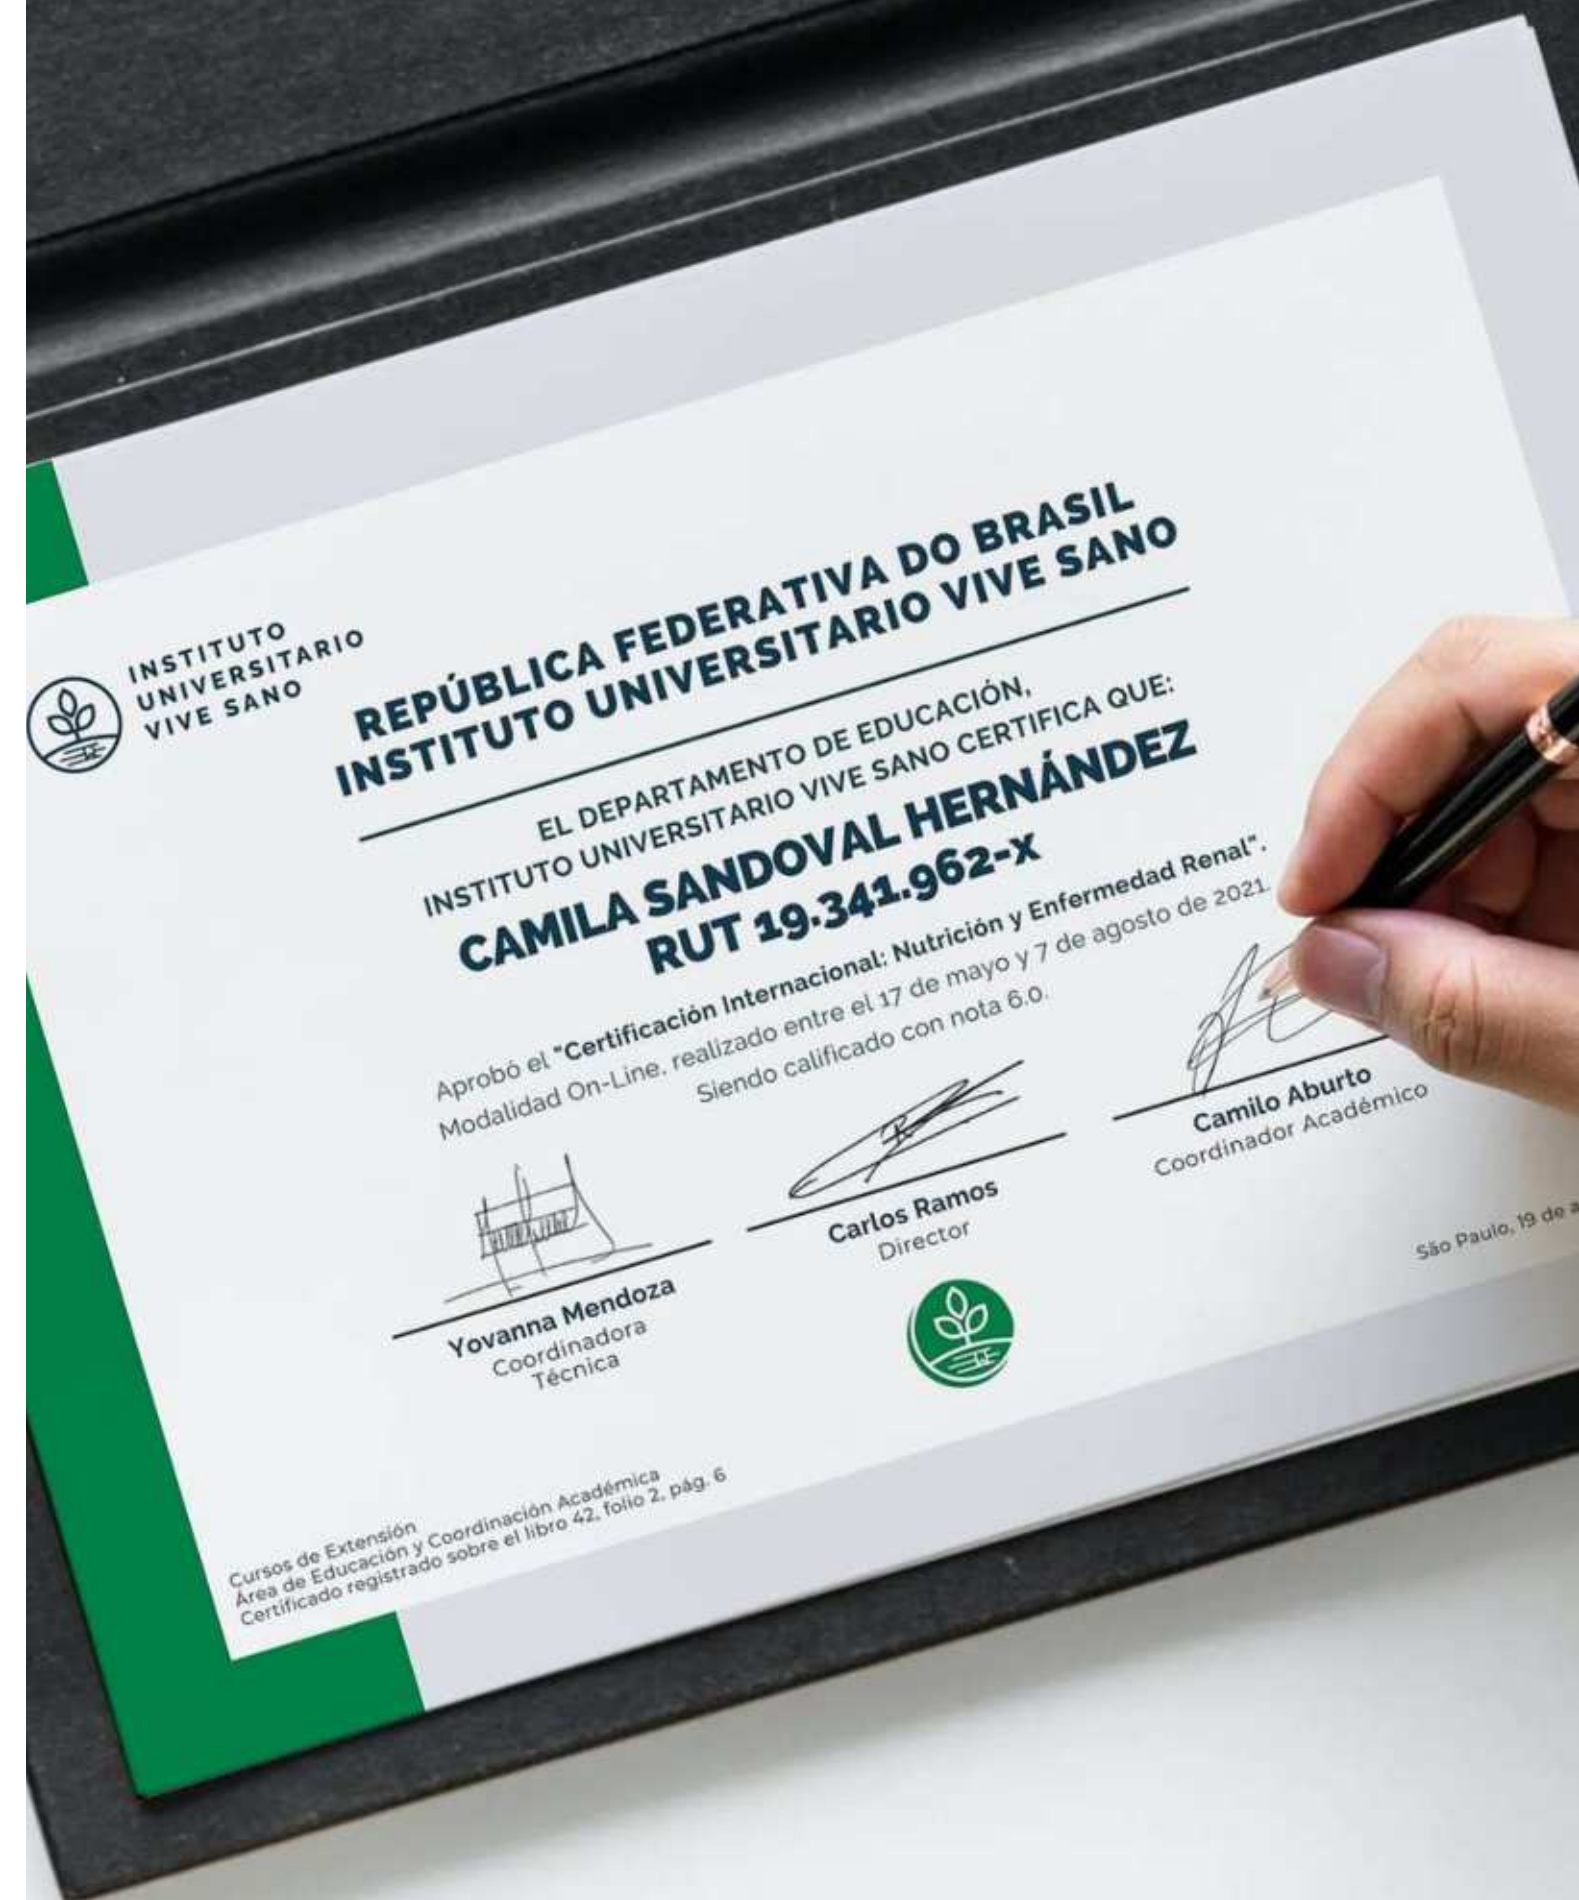 INSTITUTO
UNIVERSITARIO
VIVE SANO
REPÚBLICA FEDERATIVA DO BRASIL
INSTITUTO UNIVERSITARIO VIVE SANO
EL DEPARTAMENTO DE EDUCACIÓN,
INSTITUTO UNIVERSITARIO VIVE SANO CERTIFICA QUE:
CAMILA SANDOVAL HERNÁNDEZ
RUT 19.341.962-X
Aprobó el "Certificación Internacional: Nutrición y Enfermedad Renal".
Modalidad On-Line, realizado entre el 17 de mayo y 7 de agosto de 2021.
Siendo calificado con nota 6.0.
Yovanna Mendoza
Coordinadora
Técnica
Carlos Ramos
Director
Camilo Aburto
Coordinador Académico
São Paulo, 19 de a
Cursos de Extensión
Área de Educación y Coordinación Académica
Certificado registrado sobre el libro 42, folio 2, pág. 6